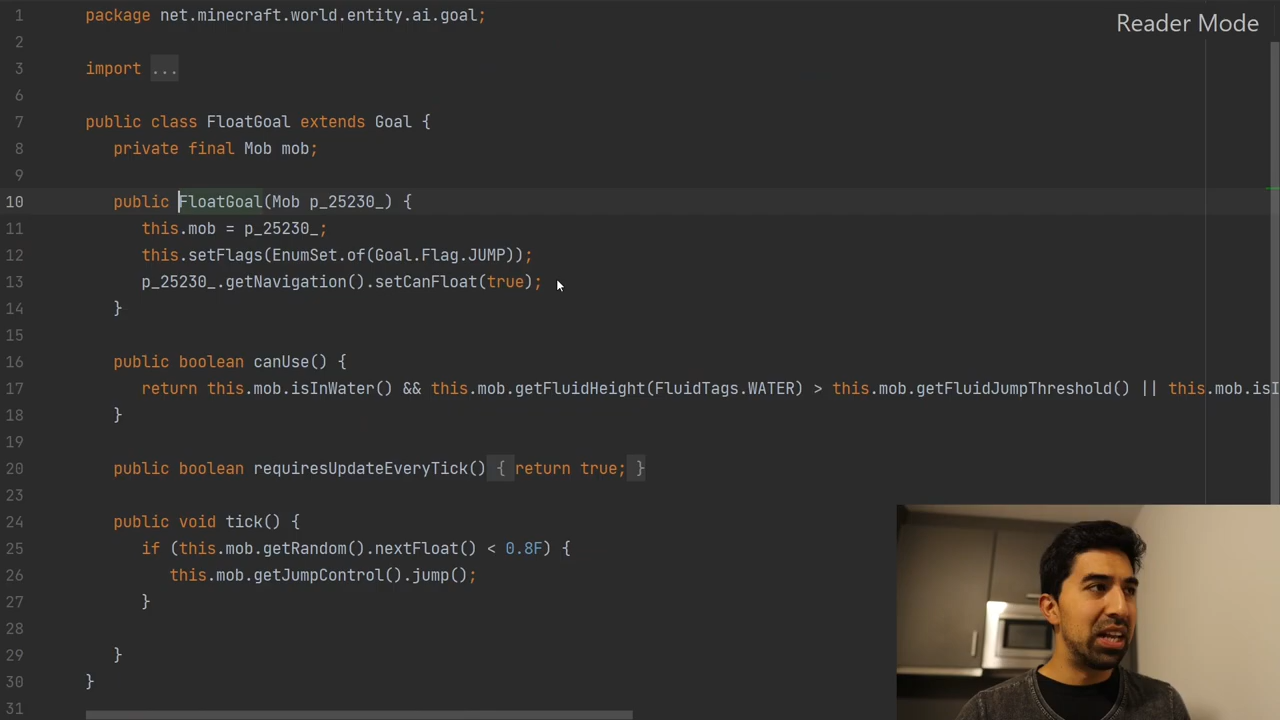 Reader Mode
1 package net.minecraft.world.entity.ai.goal;
2
3 import ...
6
7 public class FloatGoal extends Goal {
8 private final Mob mob;
9
10 public FloatGoal(Mob p_25230_) {
11 this.mob = p_25230_;
12 this.setFlags(EnumSet.of(Goal.Flag.JUMP));
13 p_25230_.getNavigation().setCanFloat(true);
14 }
15
16 public boolean canUse() {
17 return this.mob.isInWater() && this.mob.getFluidHeight(FluidTags.WATER) > this.mob.getFluidJumpThreshold() || this.mob.isI
18 }
19
20 public boolean requiresUpdateEveryTick() { return true; }
23
24 public void tick() {
25 if (this.mob.getRandom().nextFloat() < 0.8F) {
26 this.mob.getJumpControl().jump();
27 }
28
29 }
30 }
31